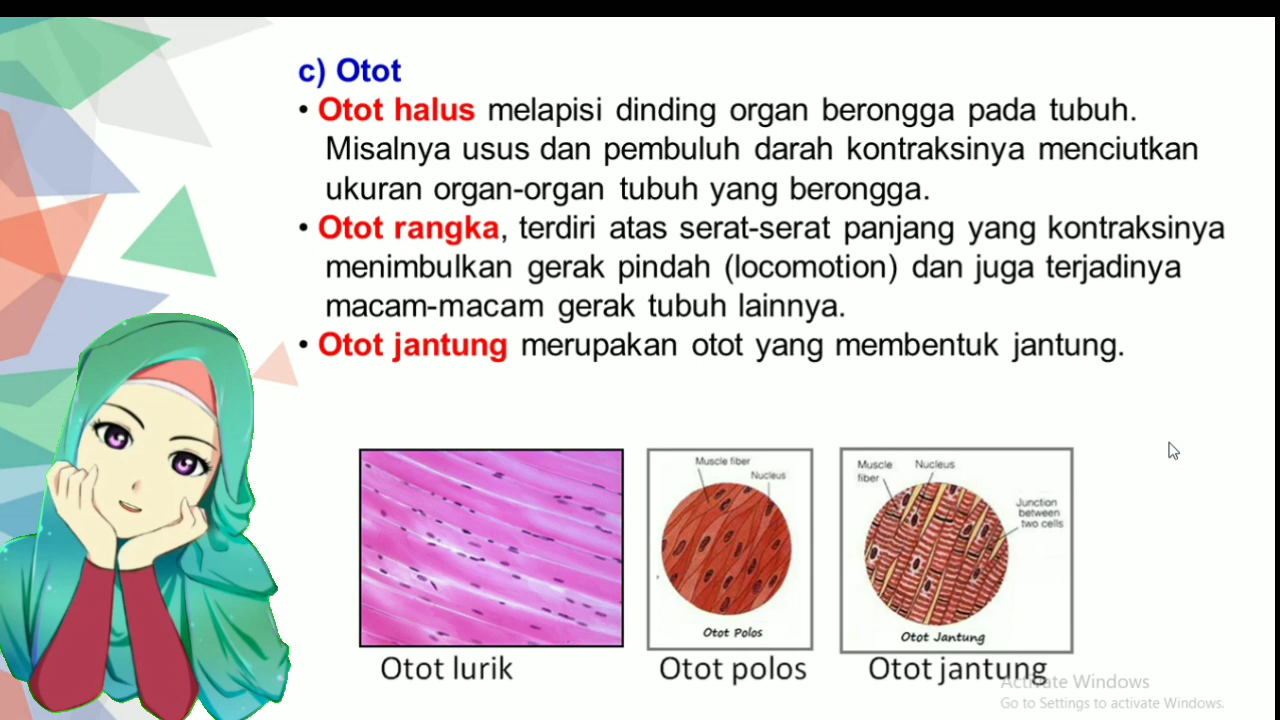 c) Otot
• Otot halus melapisi dinding organ berongga pada tubuh.
Misalnya usus dan pembuluh darah kontraksinya menciutkan
ukuran organ-organ tubuh yang berongga.
• Otot rangka, terdiri atas serat-serat panjang yang kontraksinya
menimbulkan gerak pindah (locomotion) dan juga terjadinya
macam-macam gerak tubuh lainnya.
• Otot jantung merupakan otot yang membentuk jantung.
Otot lurik
Muscle fiber
Nucleus
Otot Polos
Otot polos
Muscle
fiber
Nucleus
Junction
between
two cells
Otot Jantung
Otot jantung
Activate Windows
Go to Settings to activate Windows.